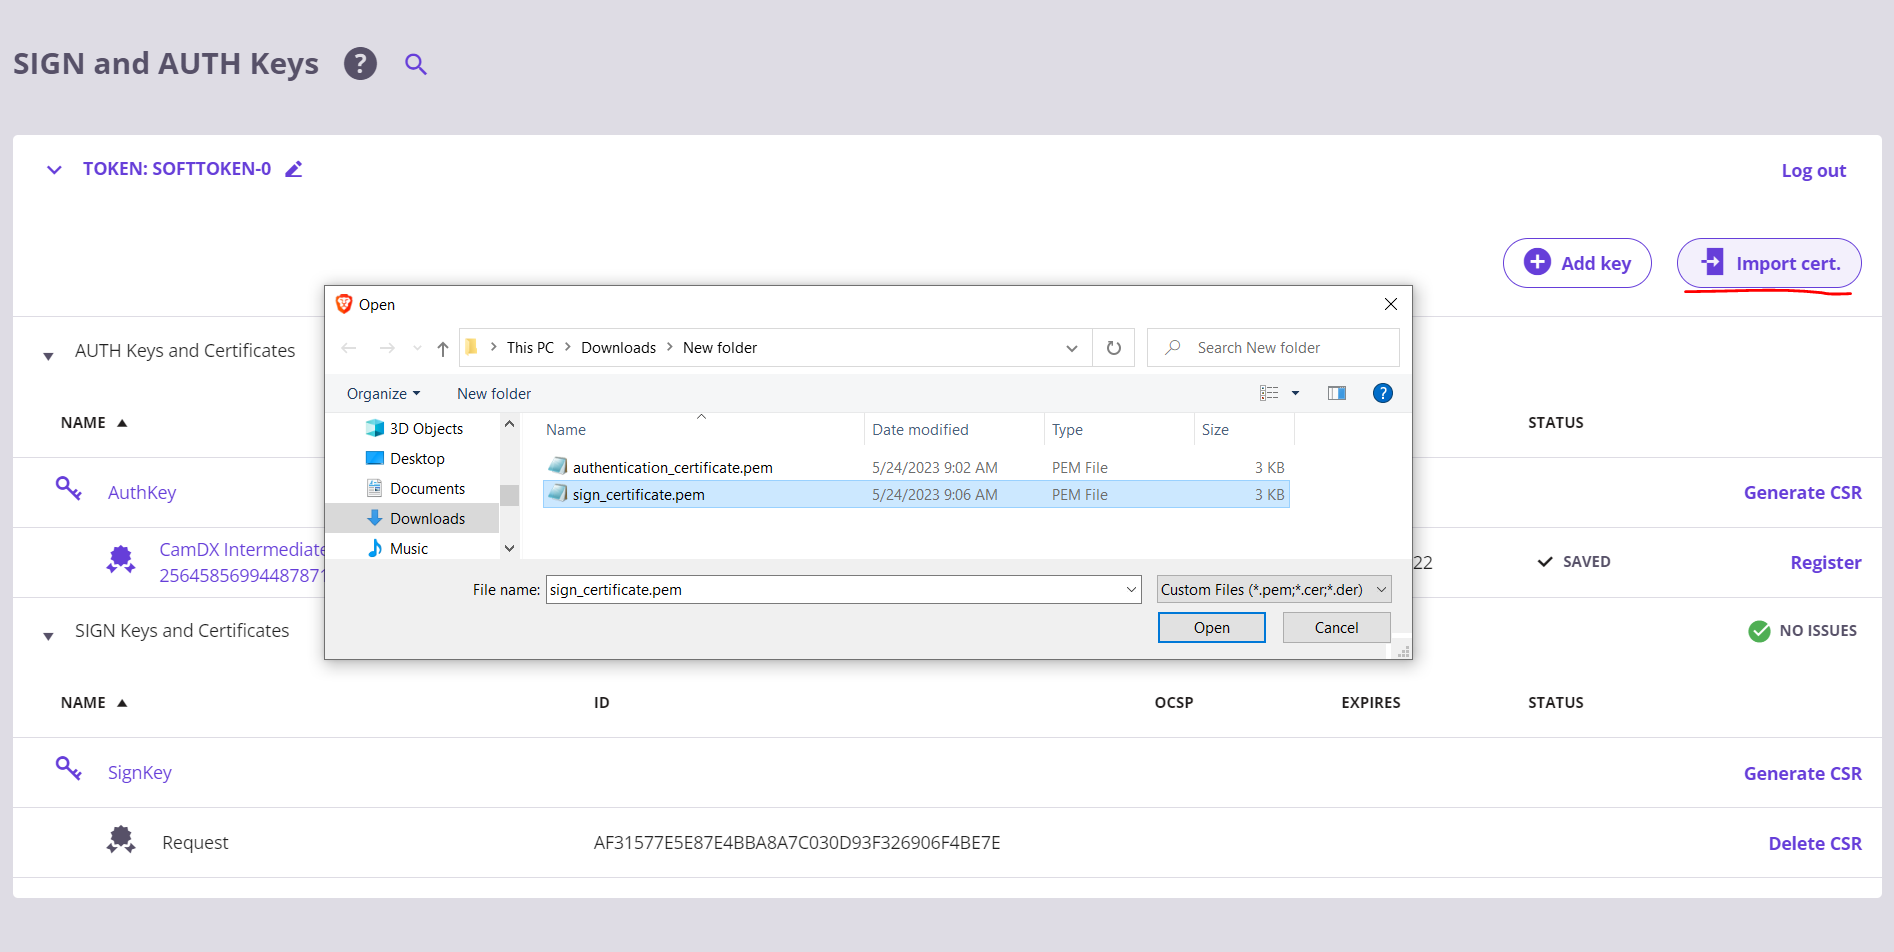 SIGN and AUTH Keys ?
TOKEN: SOFTTOKEN-0
Log out
Add key
Import cert.
Open
This PC > Downloads > New folder
Search New folder
Organize
New folder
?
3D Objects
Desktop
Documents
Downloads
Music
Name Date modified Type Size
authentication_certificate.pem 5/24/2023 9:02 AM PEM File 3 KB
sign_certificate.pem 5/24/2023 9:06 AM PEM File 3 KB
File name: sign_certificate.pem Custom Files (*.pem;*.cer;*.der)
Open Cancel
AUTH Keys and Certificates
NAME STATUS
AuthKey Generate CSR
CamDX Intermediate
25645856994487871
22 SAVED Register
SIGN Keys and Certificates NO ISSUES
NAME ID OCSP EXPIRES STATUS
SignKey Generate CSR
Request AF31577E5E87E4BBA8A7C030D93F326906F4BE7E Delete CSR